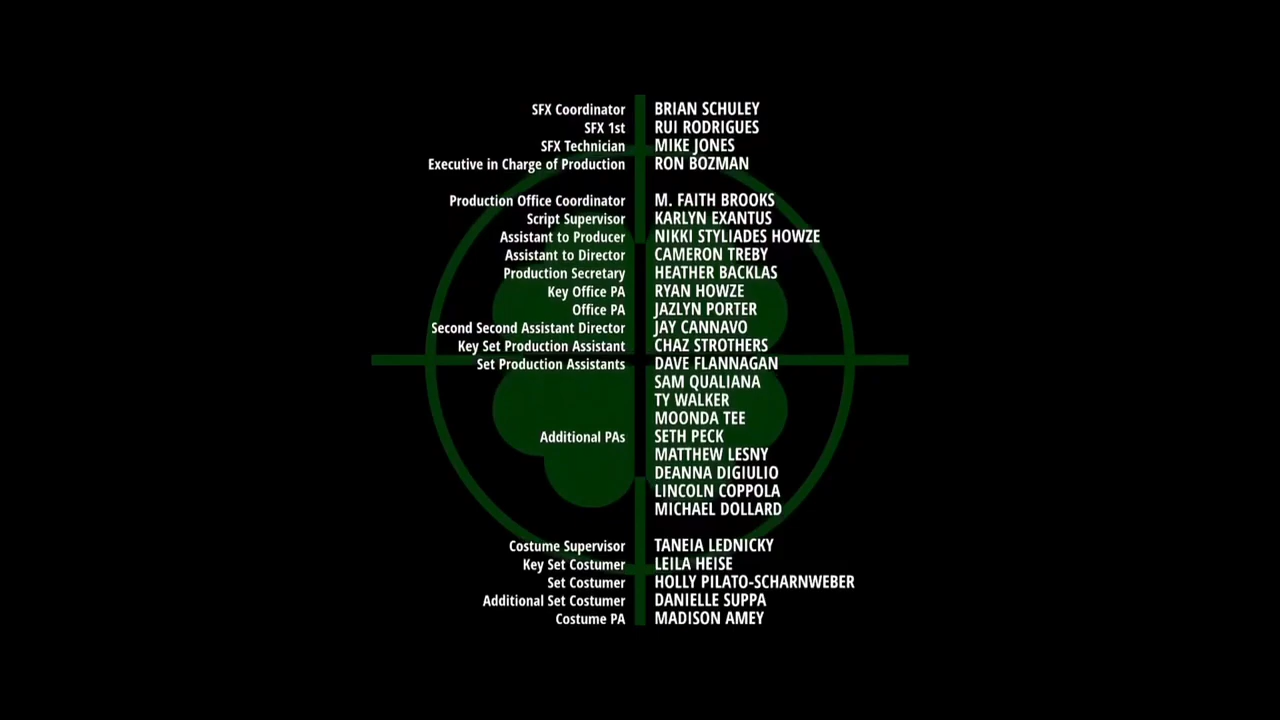 SFX Coordinator BRIAN SCHULEY
SFX 1st RUI RODRIGUES
SFX Technician MIKE JONES
Executive in Charge of Production RON BOZMAN
Production Office Coordinator M. FAITH BROOKS
Script Supervisor KARLYN EXANTUS
Assistant to Producer NIKKI STYLIADES HOWZE
Assistant to Director CAMERON TREBY
Production Secretary HEATHER BACKLAS
Key Office PA RYAN HOWZE
Office PA JAZLYN PORTER
Second Second Assistant Director JAY CANNAVO
Key Set Production Assistant CHAZ STROTHERS
Set Production Assistants DAVE FLANNAGAN
SAM QUALIANA
TY WALKER
MOONDA TEE
Additional PAs SETH PECK
MATTHEW LESNY
DEANNA DIGIULIO
LINCOLN COPPOLA
MICHAEL DOLLARD
Costume Supervisor TANEIA LEDNICKY
Key Set Costumer LEILA HEISE
Set Costumer HOLLY PILATO-SCHARNWEBER
Additional Set Costumer DANIELLE SUPPA
Costume PA MADISON AMEY